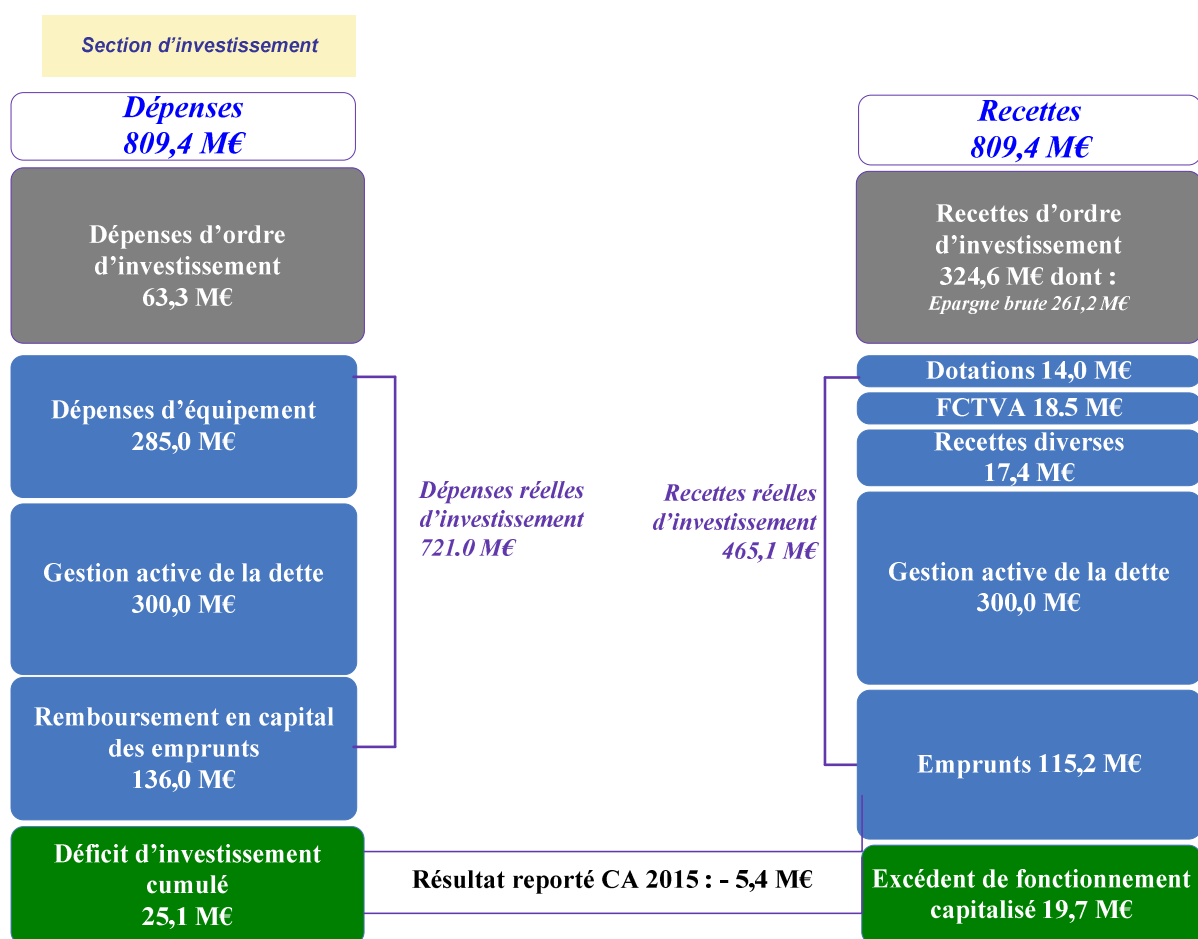 Section d’investissement
Dépenses
809,4 M€
Dépenses d’ordre
d’investissement
63,3 M€
Dépenses d’équipement
285,0 M€
Gestion active de la dette
300,0 M€
Remboursement en capital
des emprunts
136,0 M€
Déficit d’investissement
cumulé
25,1 M€
Dépenses réelles
d’investissement
721.0 M€
Résultat reporté CA 2015 : - 5,4 M€
Recettes réelles
d’investissement
465,1 M€
Recettes
809,4 M€
Recettes d’ordre
d’investissement
324,6 M€ dont :
Epargne brute 261,2 M€
Dotations 14,0 M€
FCTVA 18.5 M€
Recettes diverses
17,4 M€
Gestion active de la dette
300,0 M€
Emprunts 115,2 M€
Excédent de fonctionnement
capitalisé 19,7 M€